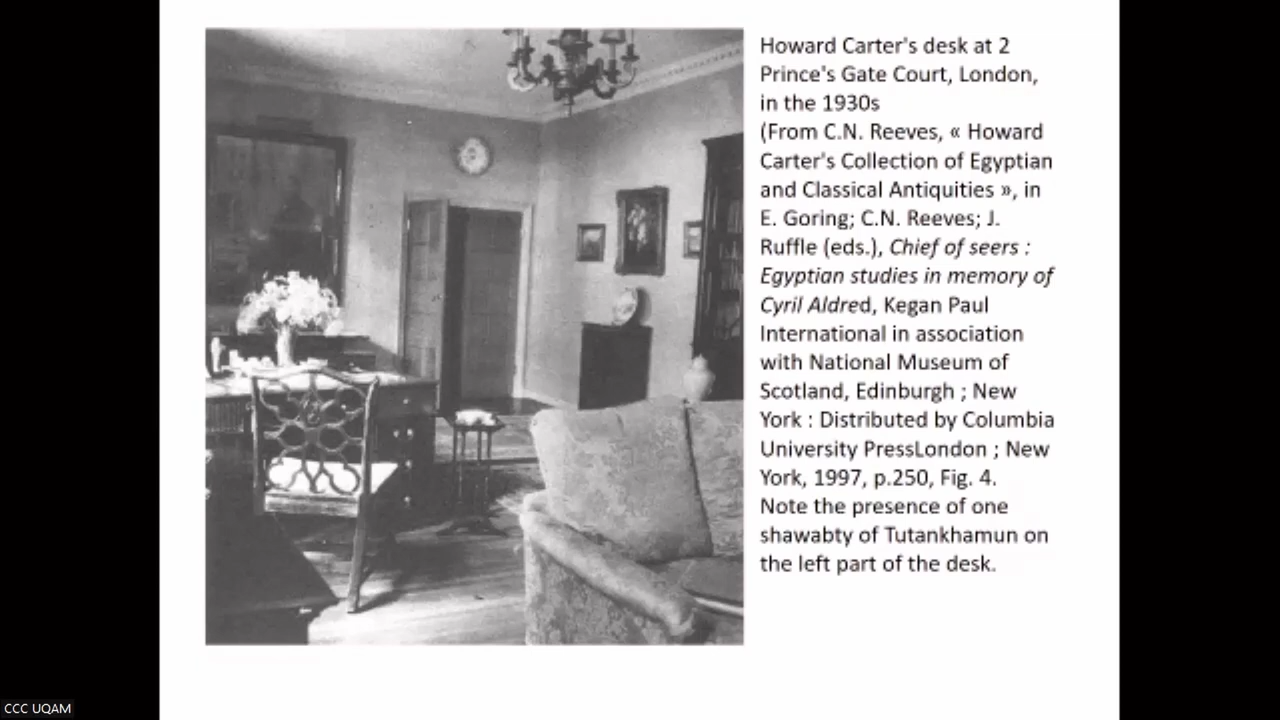 Howard Carter's desk at 2
Prince's Gate Court, London,
in the 1930s
(From C.N. Reeves, « Howard
Carter's Collection of Egyptian
and Classical Antiquities », in
E. Goring; C.N. Reeves; J.
Ruffle (eds.), Chief of seers :
Egyptian studies in memory of
Cyril Aldred, Kegan Paul
International in association
with National Museum of
Scotland, Edinburgh ; New
York : Distributed by Columbia
University PressLondon ; New
York, 1997, p.250, Fig. 4.
Note the presence of one
shawabty of Tutankhamun on
the left part of the desk.
CCC UQAM